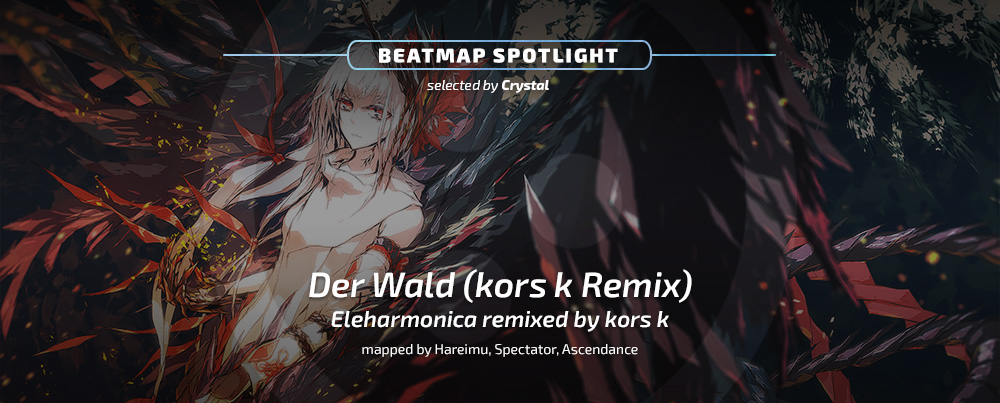 BEATMAP SPOTLIGHT
selected by Crystal
Der Wald (kors k Remix)
Eleharmonica remixed by kors k
mapped by Hareimu, Spectator, Ascendance